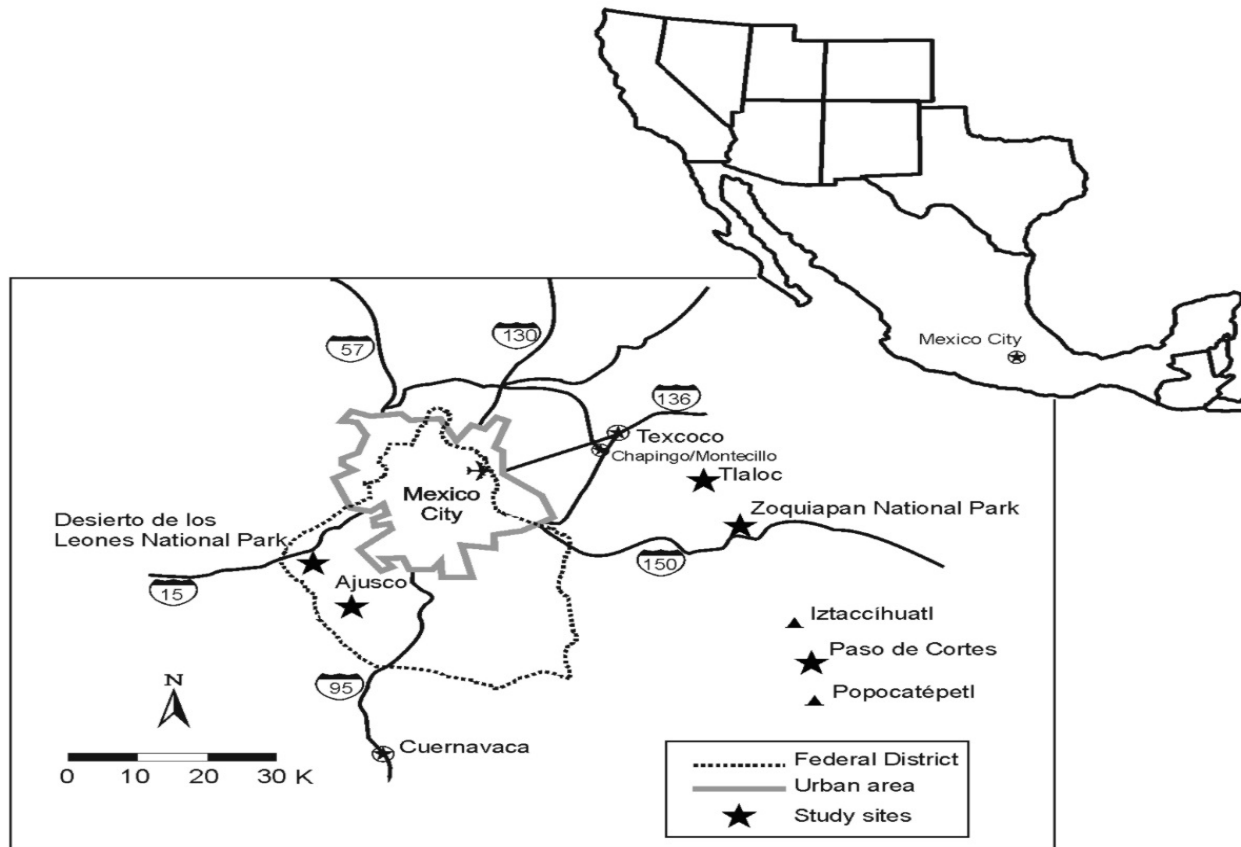 Mexico City
57
130
136
Texcoco
Chapingo/Montecillo
Tlaloc
Mexico
City
Zoquiapan National Park
Desierto de los
Leones National Park
150
15
Ajusco
Iztaccíhuatl
Paso de Cortes
Popocatépetl
N
95
Cuernavaca
0 10 20 30 K
Federal District
Urban area
Study sites